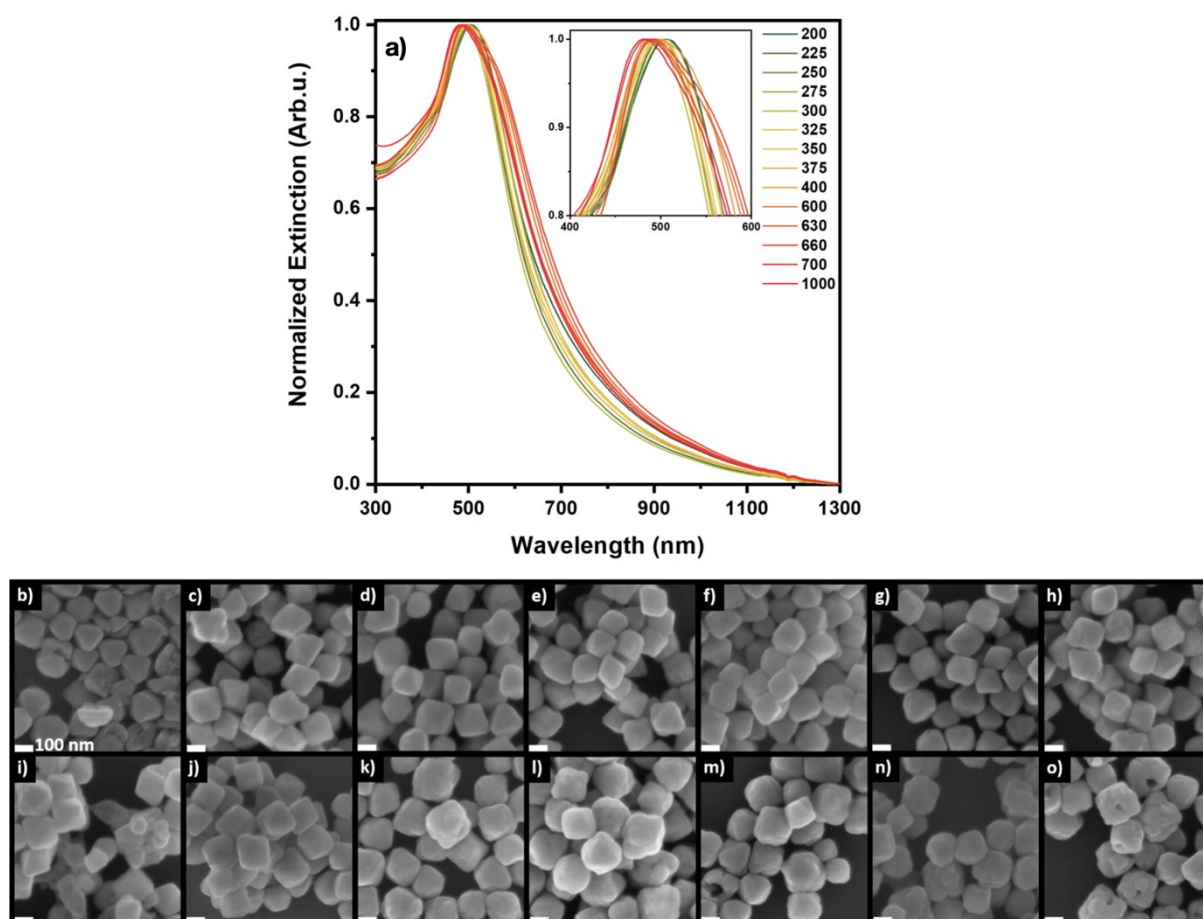 a)
Normalized Extinction (Arb.u.)
1.0
0.8
0.6
0.4
0.2
0.0
300
500
700
900
1100
1300
Wavelength (nm)
1.0
0.9
0.8
400
500
600
200
225
250
275
300
325
350
375
400
600
630
660
700
1000
b)
c)
d)
e)
f)
g)
h)
100 nm
i)
j)
k)
l)
m)
n)
o)